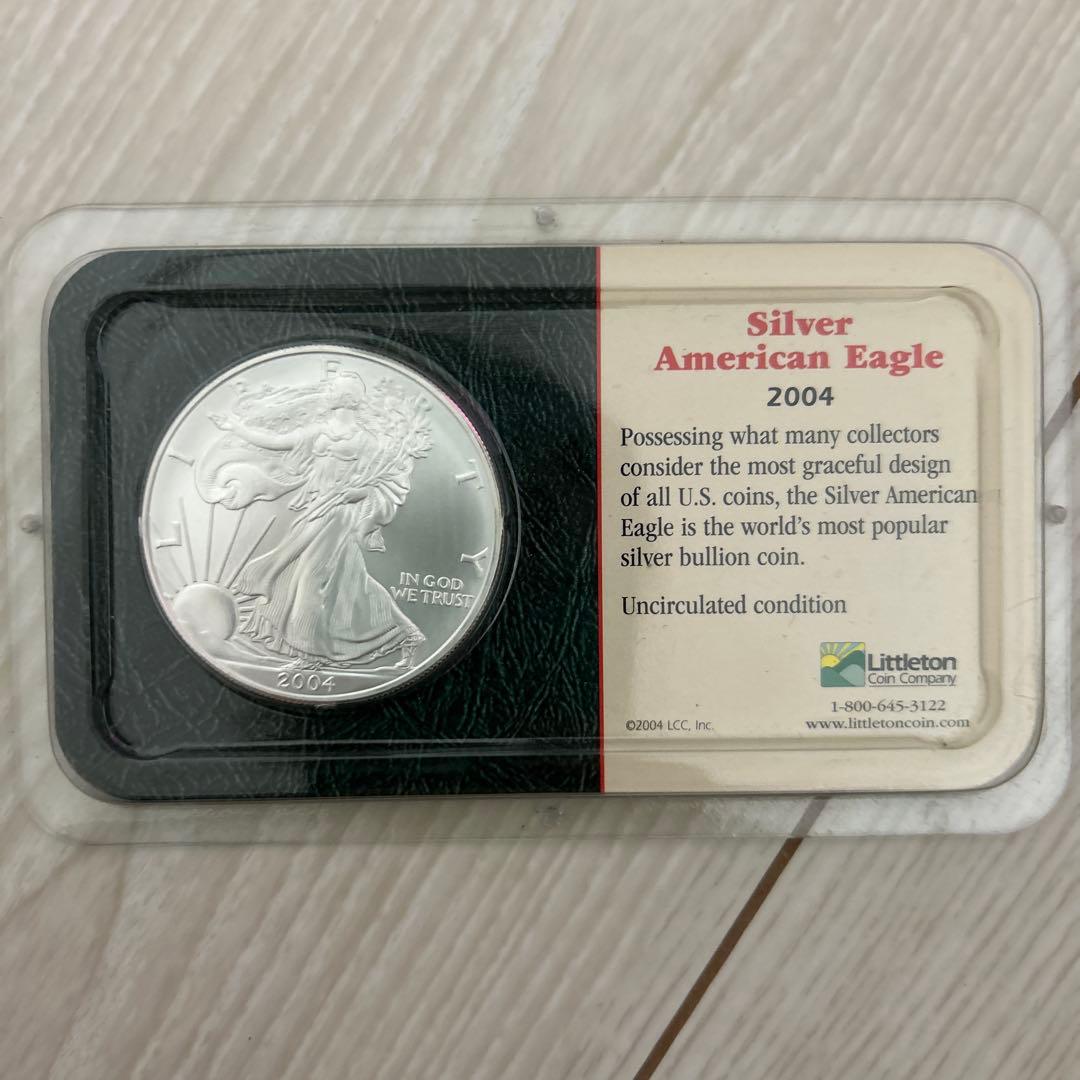 LIBERTY
IN GOD
WE TRUST
2004
Silver
American Eagle
2004
Possessing what many collectors
consider the most graceful design
of all U.S. coins, the Silver American
Eagle is the world's most popular
silver bullion coin.
Uncirculated condition
Littleton
Coin Company
1-800-645-3122
©2004 LCC, Inc.
www.littletoncoin.com